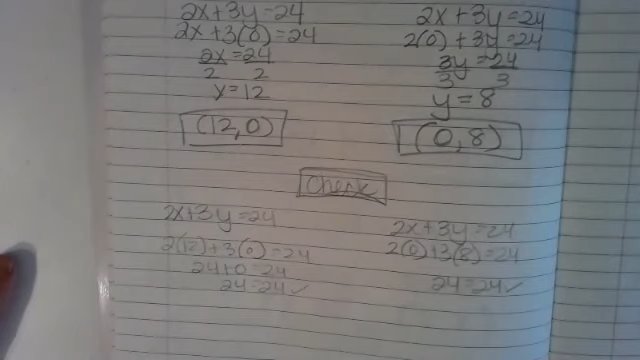 2x+3y=24
2x+3(0)=24
2x=24
2 2
x=12
(12,0)
2x+3y=24
2(0)+3y=24
3y=24
3 3
y=8
(0,8)
Check
2x+3y=24
2(12)+3(0)=24
24+0=24
24=24✓
2x+3y=24
2(0)+3(8)=24
24=24✓